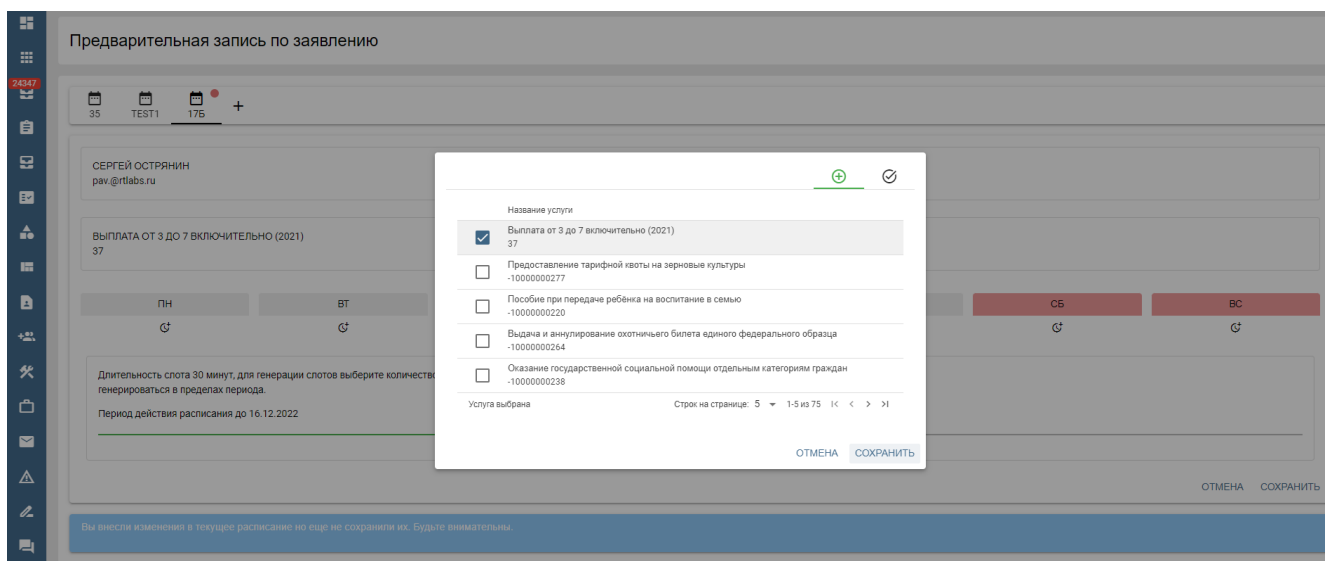 Предварительная запись по заявлению
24347
35
TEST1
17Б
+
СЕРГЕЙ ОСТРЯНИН
pav.@rtlabs.ru
ВЫПЛАТА ОТ 3 ДО 7 ВКЛЮЧИТЕЛЬНО (2021)
37
ПН
ВТ
СБ
ВС
Длительность слота 30 минут, для генерации слотов выберите количество
генерироваться в пределах периода.
Период действия расписания до 16.12.2022
Название услуги
Выплата от 3 до 7 включительно (2021)
37
Предоставление тарифной квоты на зерновые культуры
-10000000277
Пособие при передаче ребёнка на воспитание в семью
-10000000220
Выдача и аннулирование охотничьего билета единого федерального образца
-10000000264
Оказание государственной социальной помощи отдельным категориям граждан
-10000000238
Услуга выбрана
Строк на странице: 5
1-5 из 75
ОТМЕНА СОХРАНИТЬ
ОТМЕНА СОХРАНИТЬ
Вы внесли изменения в текущее расписание но еще не сохранили их. Будьте внимательны.